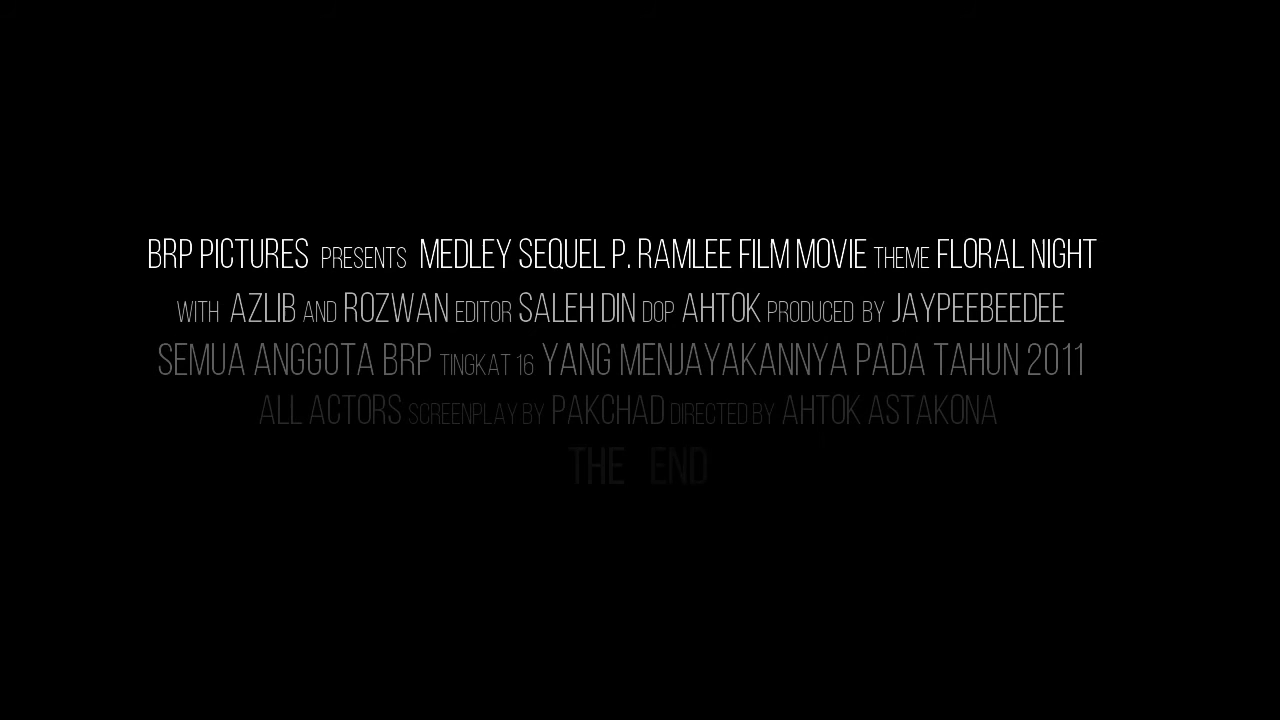 BRP PICTURES PRESENTS MEDLEY SEQUEL P. RAMLEE FILM MOVIE THEME FLORAL NIGHT
WITH AZLIB AND ROZWAN EDITOR SALEH DIN DOP AHTOK PRODUCED BY JAYPEEBEEDEE
SEMUA ANGGOTA BRP TINGKAT 16 YANG MENJAYAKANNYA PADA TAHUN 2011
ALL ACTORS SCREENPLAY BY PAKCHAD DIRECTED BY AHTOK ASTAKONA
THE END